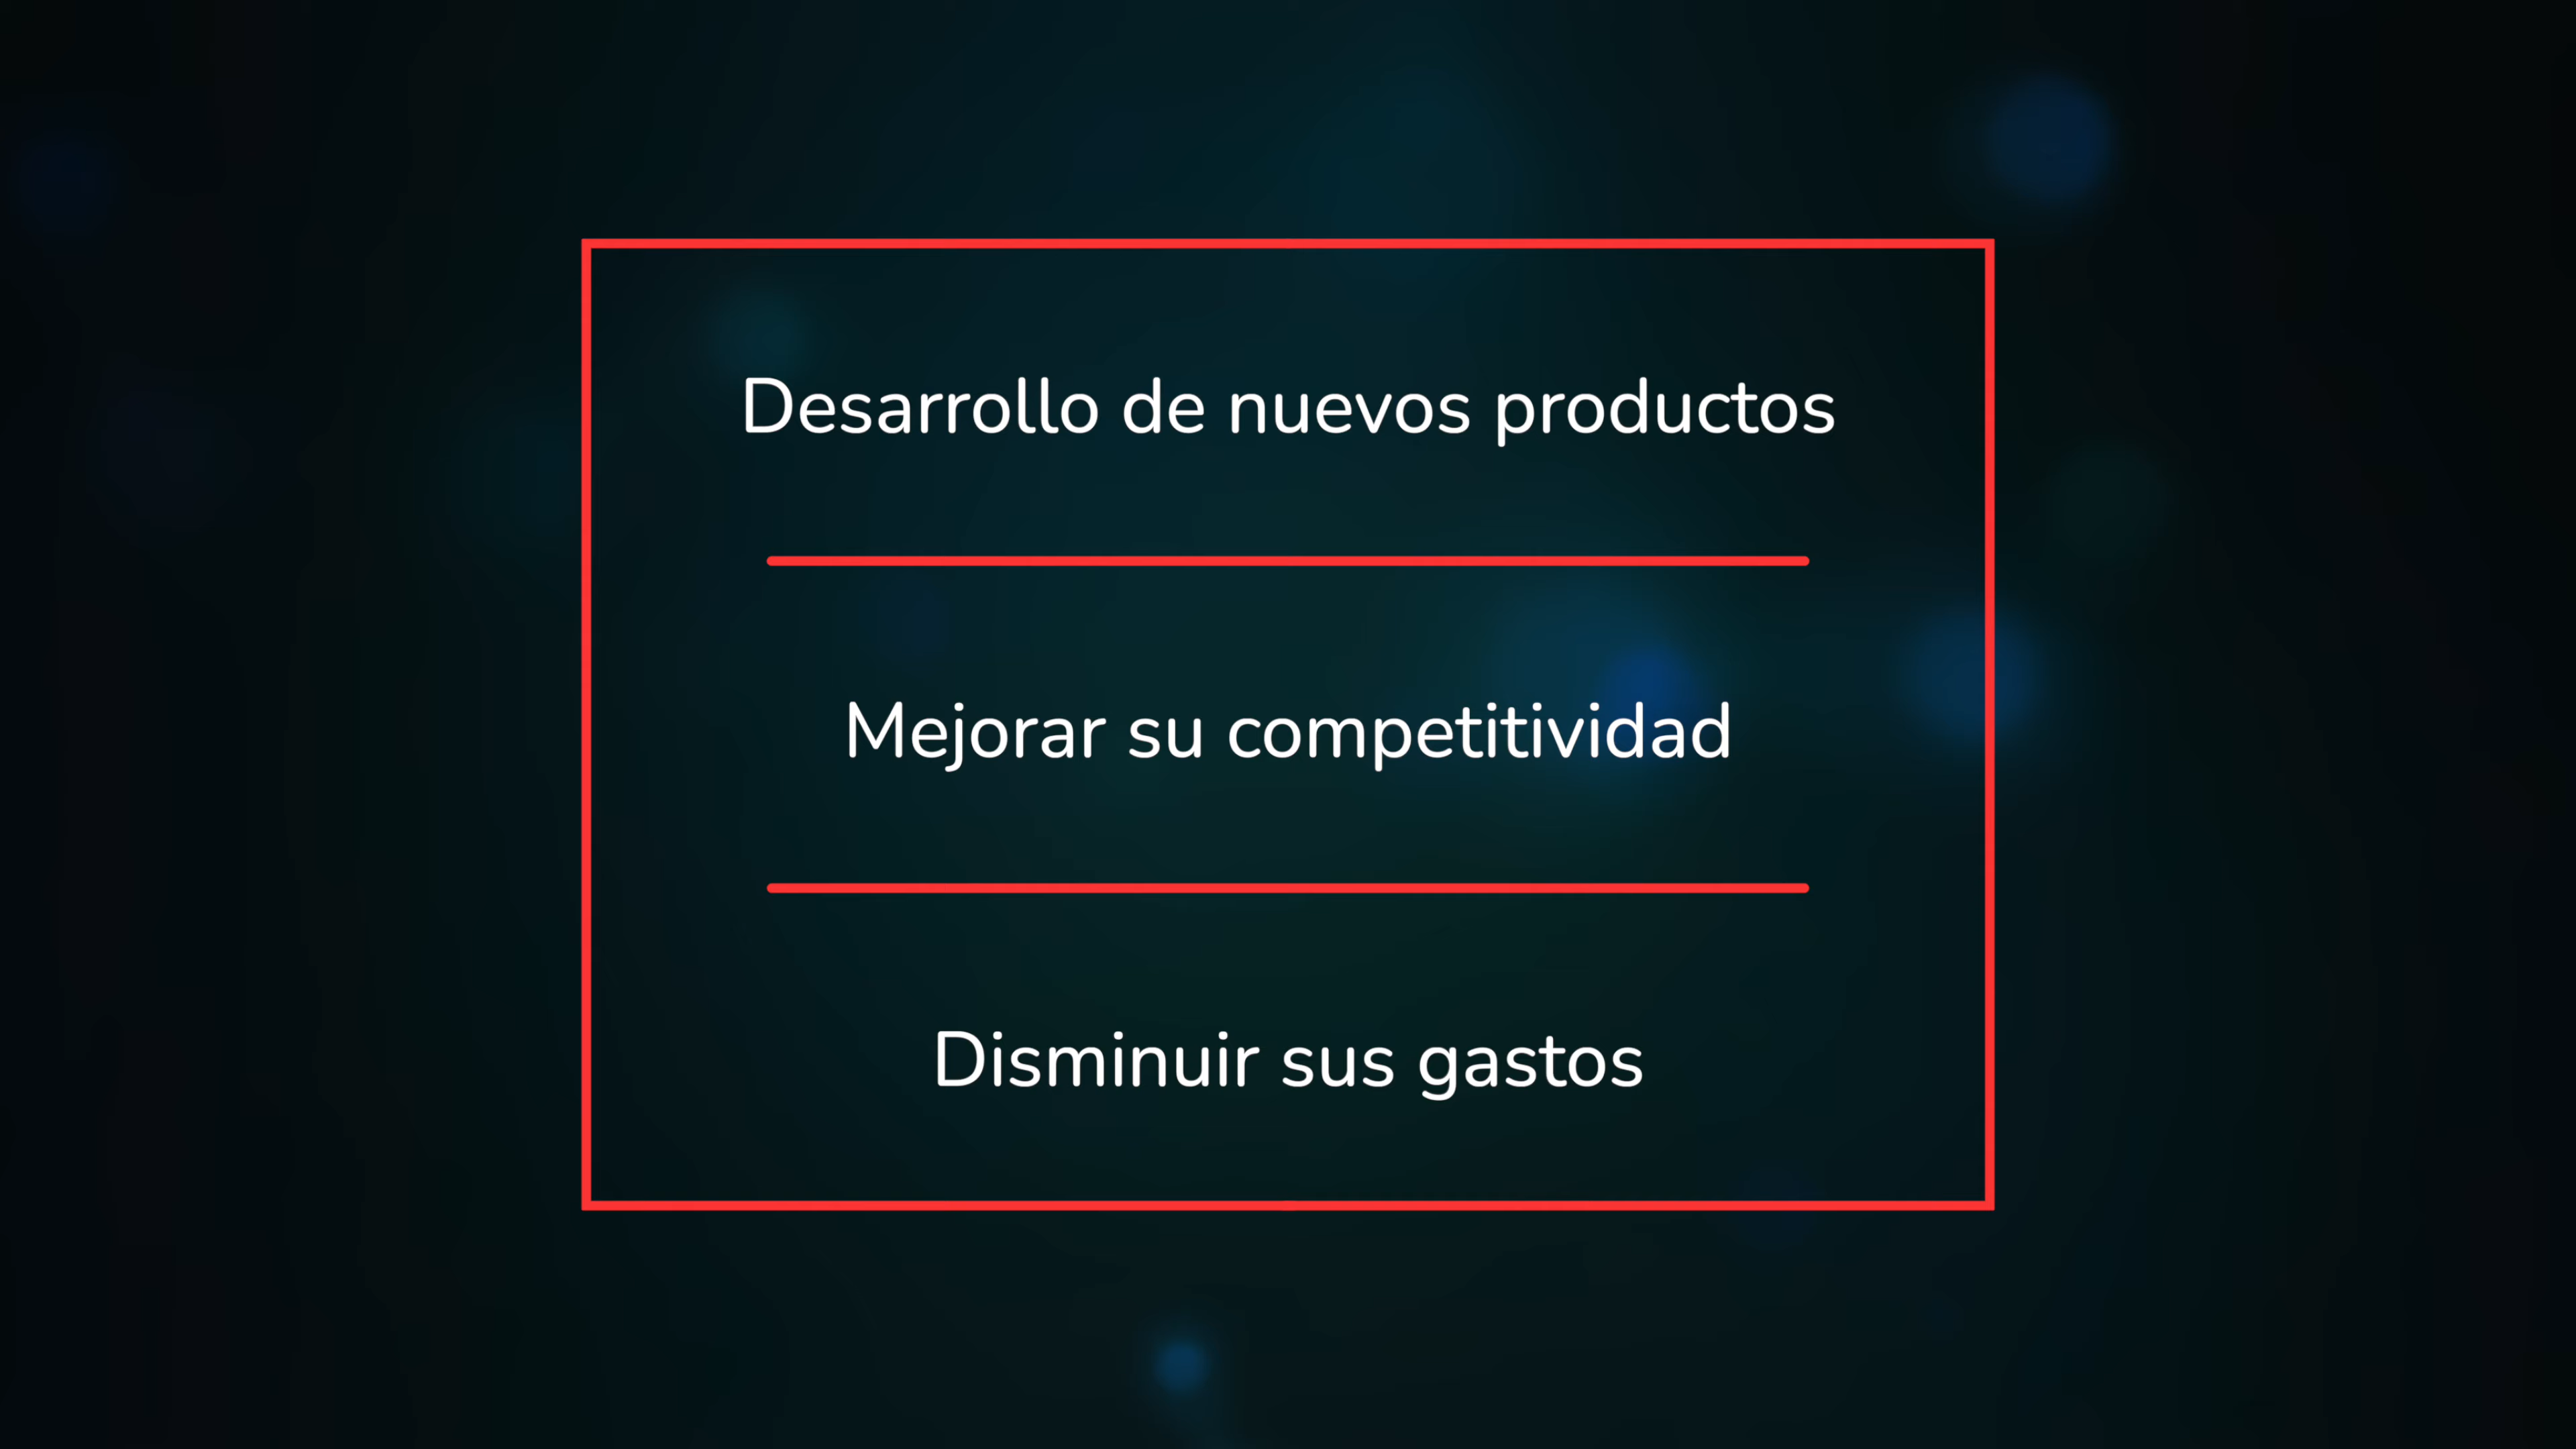 Desarrollo de nuevos productos
Mejorar su competitividad
Disminuir sus gastos